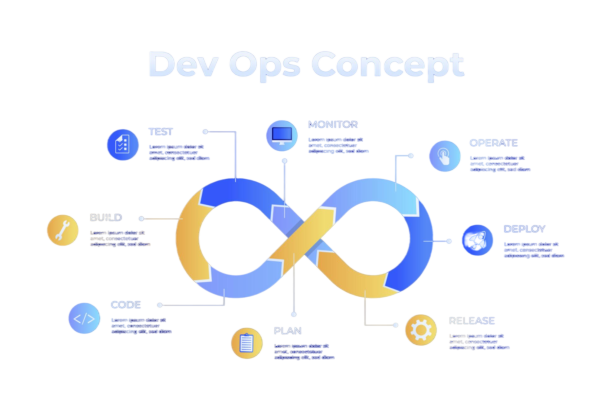 Dev Ops Concept
TEST
Lorem ipsum dolor sit
amet, consectetuer
adipiscing elit, sed diam
MONITOR
Lorem ipsum dolor sit
amet, consectetuer
adipiscing elit, sed diam
OPERATE
Lorem ipsum dolor sit
amet, consectetuer
adipiscing elit, sed diam
BUILD
Lorem ipsum dolor sit
amet, consectetuer
adipiscing elit, sed diam
DEPLOY
Lorem ipsum dolor sit
amet, consectetuer
adipiscing elit, sed diam
CODE
Lorem ipsum dolor sit
amet, consectetuer
adipiscing elit, sed diam
</>
PLAN
Lorem ipsum dolor sit
amet, consectetuer
adipiscing elit, sed diam
RELEASE
Lorem ipsum dolor sit
amet, consectetuer
adipiscing elit, sed diam